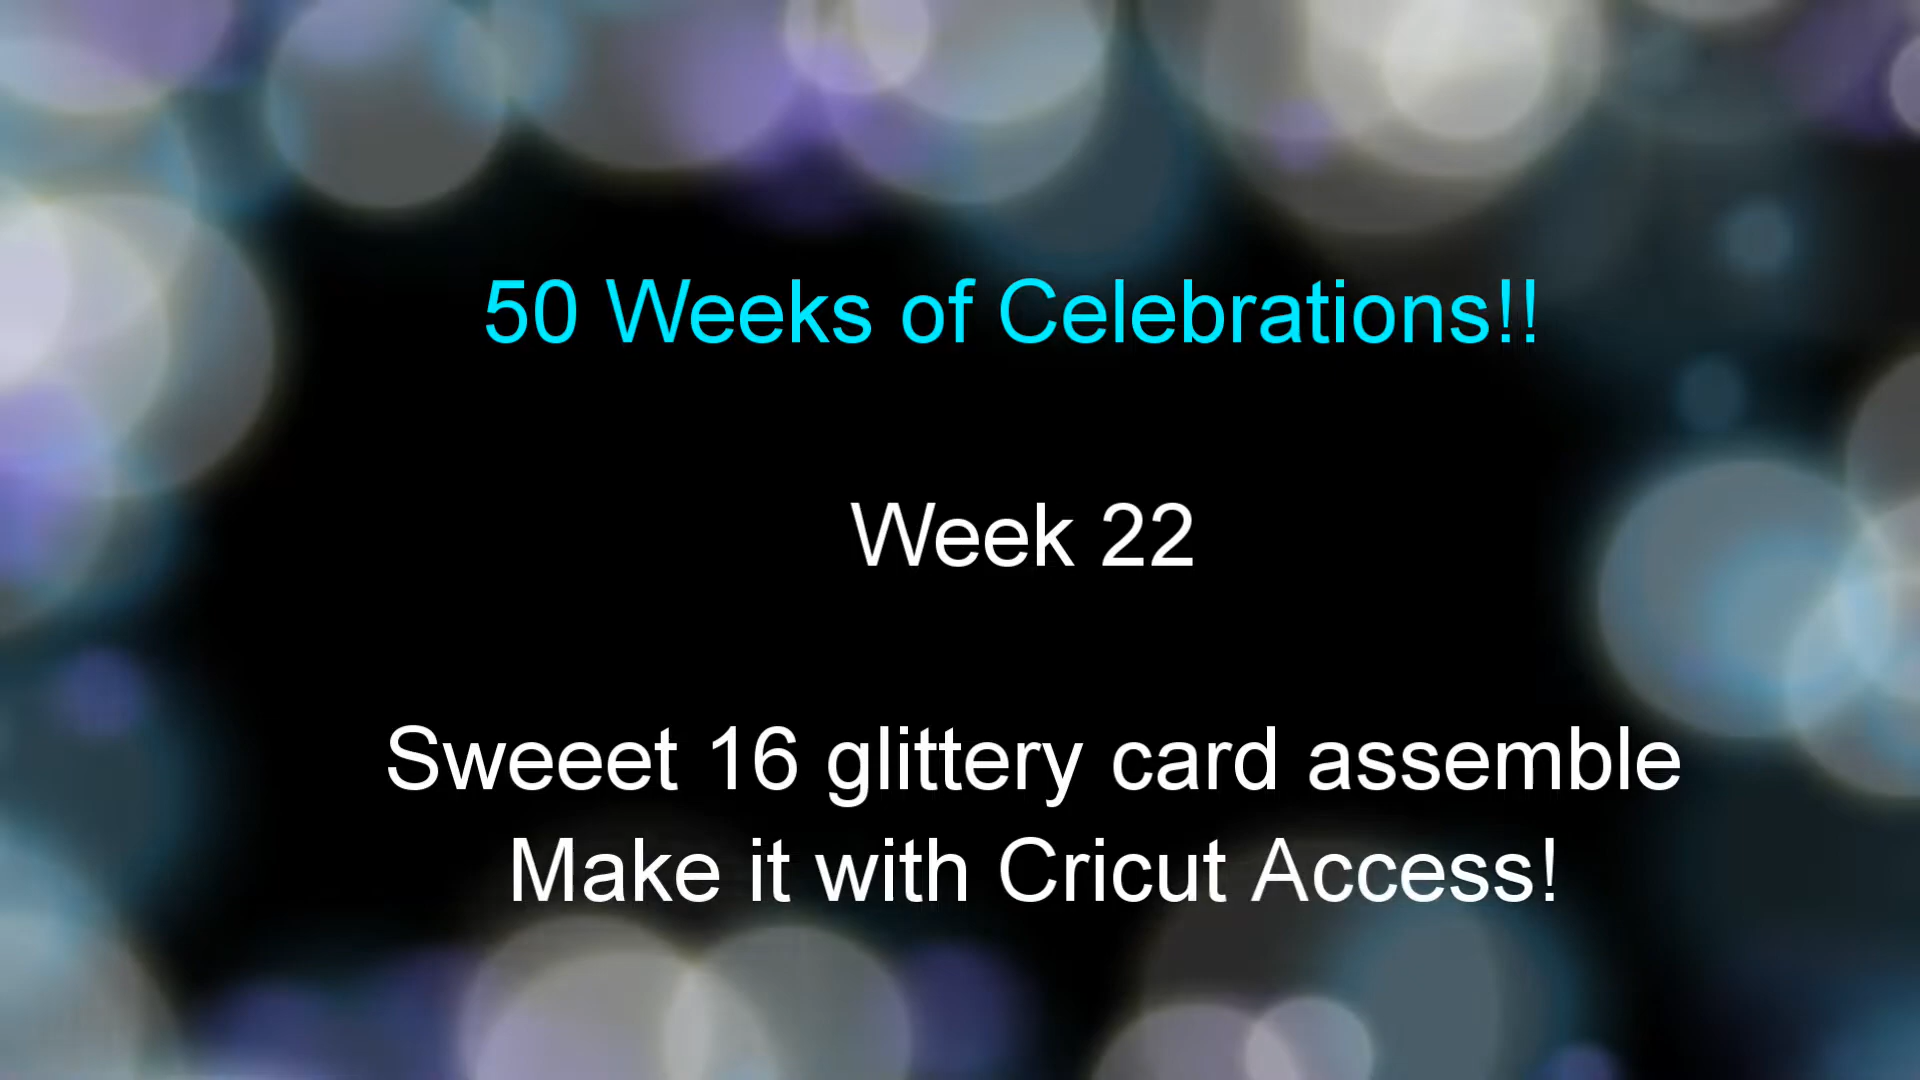 50 Weeks of Celebrations!!
Week 22
Sweeet 16 glittery card assemble
Make it with Cricut Access!